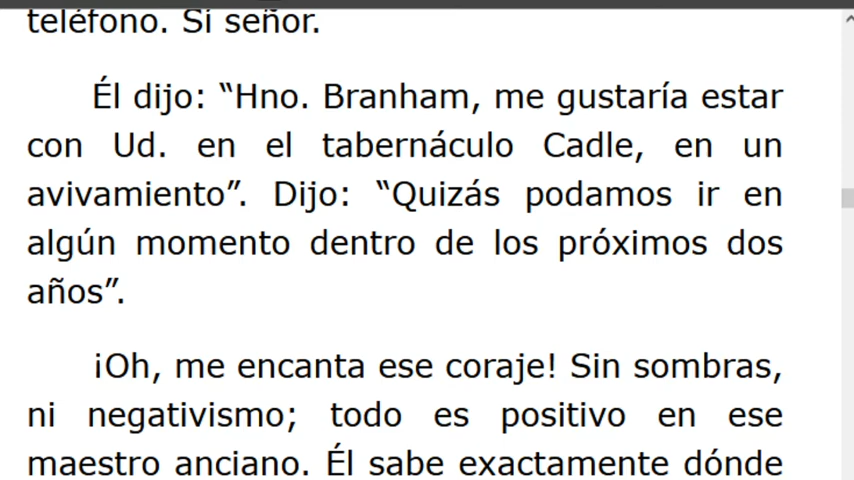 teléfono. Sí señor.
Él dijo: “Hno. Branham, me gustaría estar
con Ud. en el tabernáculo Cadle, en un
avivamiento”. Dijo: “Quizás podamos ir en
algún momento dentro de los próximos dos
años”.
¡Oh, me encanta ese coraje! Sin sombras,
ni negativismo; todo es positivo en ese
maestro anciano. Él sabe exactamente dónde